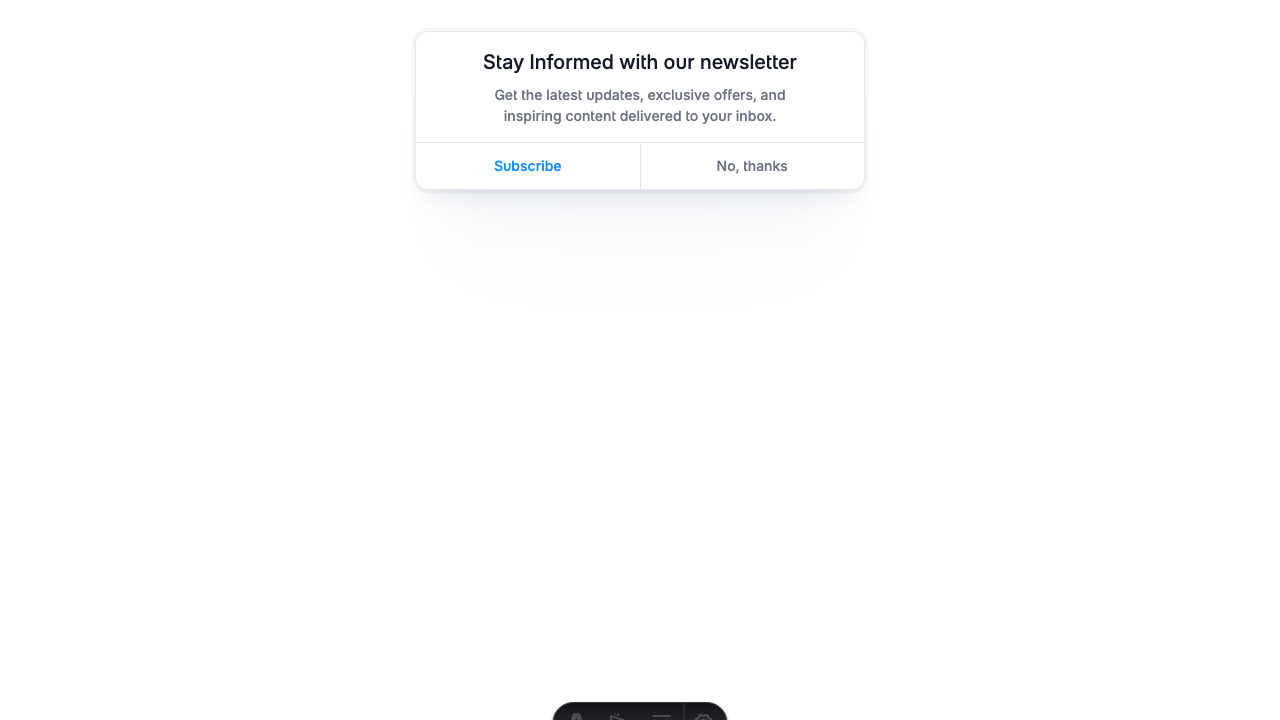 Stay Informed with our newsletter
Get the latest updates, exclusive offers, and
inspiring content delivered to your inbox.
Subscribe
No, thanks